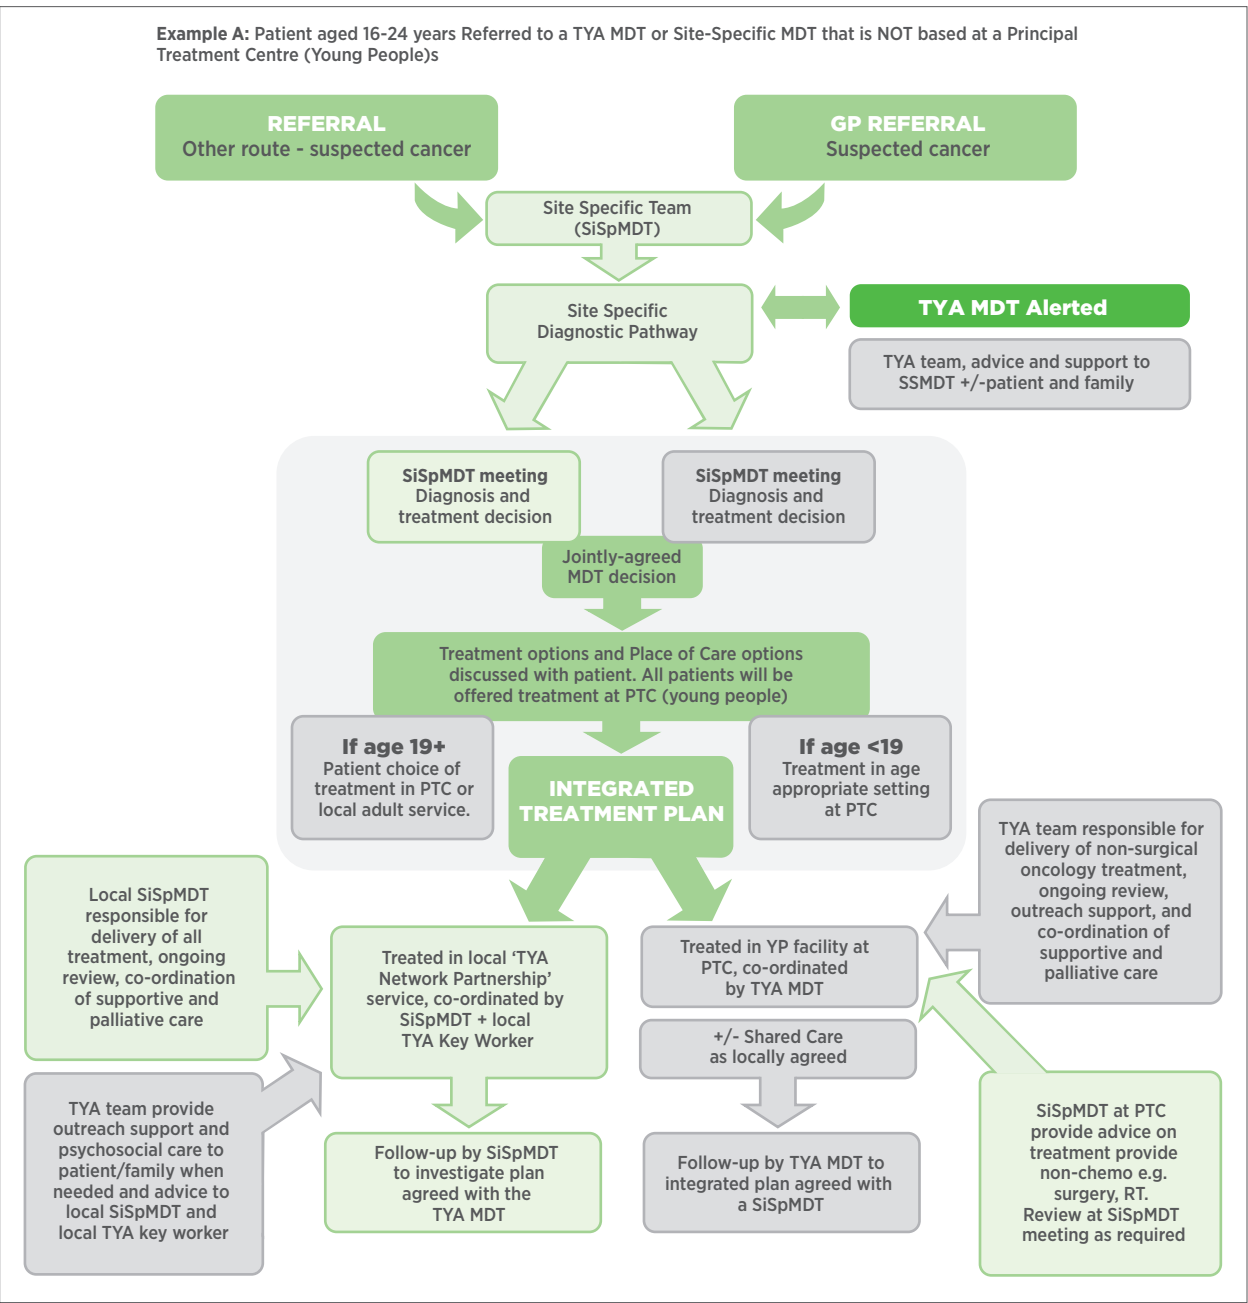 Example A: Patient aged 16-24 years Referred to a TYA MDT or Site-Specific MDT that is NOT based at a Principal
Treatment Centre (Young People)s
REFERRAL
Other route - suspected cancer
GP REFERRAL
Suspected cancer
Site Specific Team
(SiSpMDT)
Site Specific
Diagnostic Pathway
TYA MDT Alerted
TYA team, advice and support to
SSMDT +/-patient and family
SiSpMDT meeting
Diagnosis and
treatment decision
SiSpMDT meeting
Diagnosis and
treatment decision
Jointly-agreed
MDT decision
Treatment options and Place of Care options
discussed with patient. All patients will be
offered treatment at PTC (young people)
If age 19+
Patient choice of
treatment in PTC or
local adult service.
If age <19
Treatment in age
appropriate setting
at PTC
INTEGRATED
TREATMENT PLAN
Local SiSpMDT
responsible for
delivery of all
treatment, ongoing
review, co-ordination
of supportive and
palliative care
Treated in local ‘TYA
Network Partnership’
service, co-ordinated by
SiSpMDT + local
TYA Key Worker
Treated in YP facility at
PTC, co-ordinated
by TYA MDT
TYA team responsible for
delivery of non-surgical
oncology treatment,
ongoing review,
outreach support, and
co-ordination of
supportive and
palliative care
+/- Shared Care
as locally agreed
TYA team provide
outreach support and
psychosocial care to
patient/family when
needed and advice to
local SiSpMDT and
local TYA key worker
Follow-up by SiSpMDT
to investigate plan
agreed with the
TYA MDT
Follow-up by TYA MDT to
integrated plan agreed with
a SiSpMDT
SiSpMDT at PTC
provide advice on
treatment provide
non-chemo e.g.
surgery, RT.
Review at SiSpMDT
meeting as required